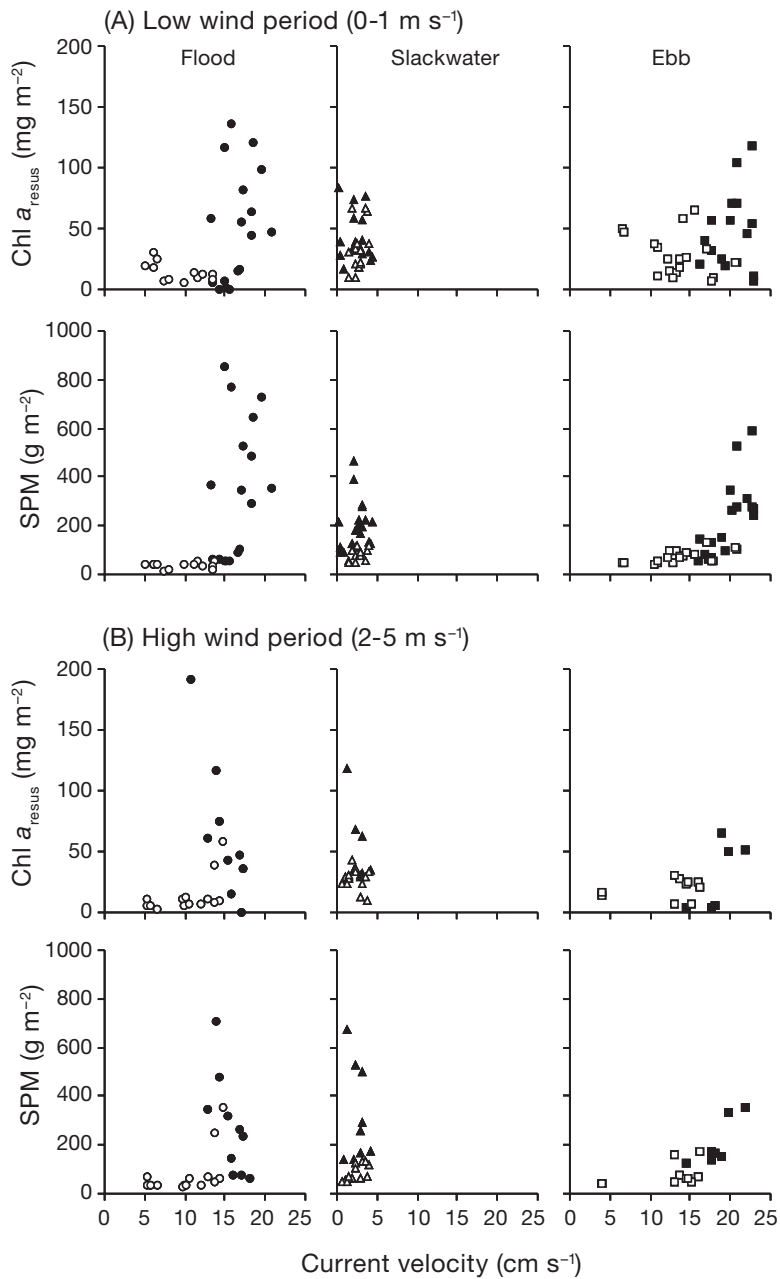 (A) Low wind period (0-1 m s⁻¹)
Flood
Slackwater
Ebb
Chl a_resus (mg m⁻²)
200
150
100
50
0
SPM (g m⁻²)
1000
800
600
400
200
0
(B) High wind period (2-5 m s⁻¹)
Chl a_resus (mg m⁻²)
200
150
100
50
0
SPM (g m⁻²)
1000
800
600
400
200
0
0 5 10 15 20 25 0 5 10 15 20 25 0 5 10 15 20 25
Current velocity (cm s⁻¹)